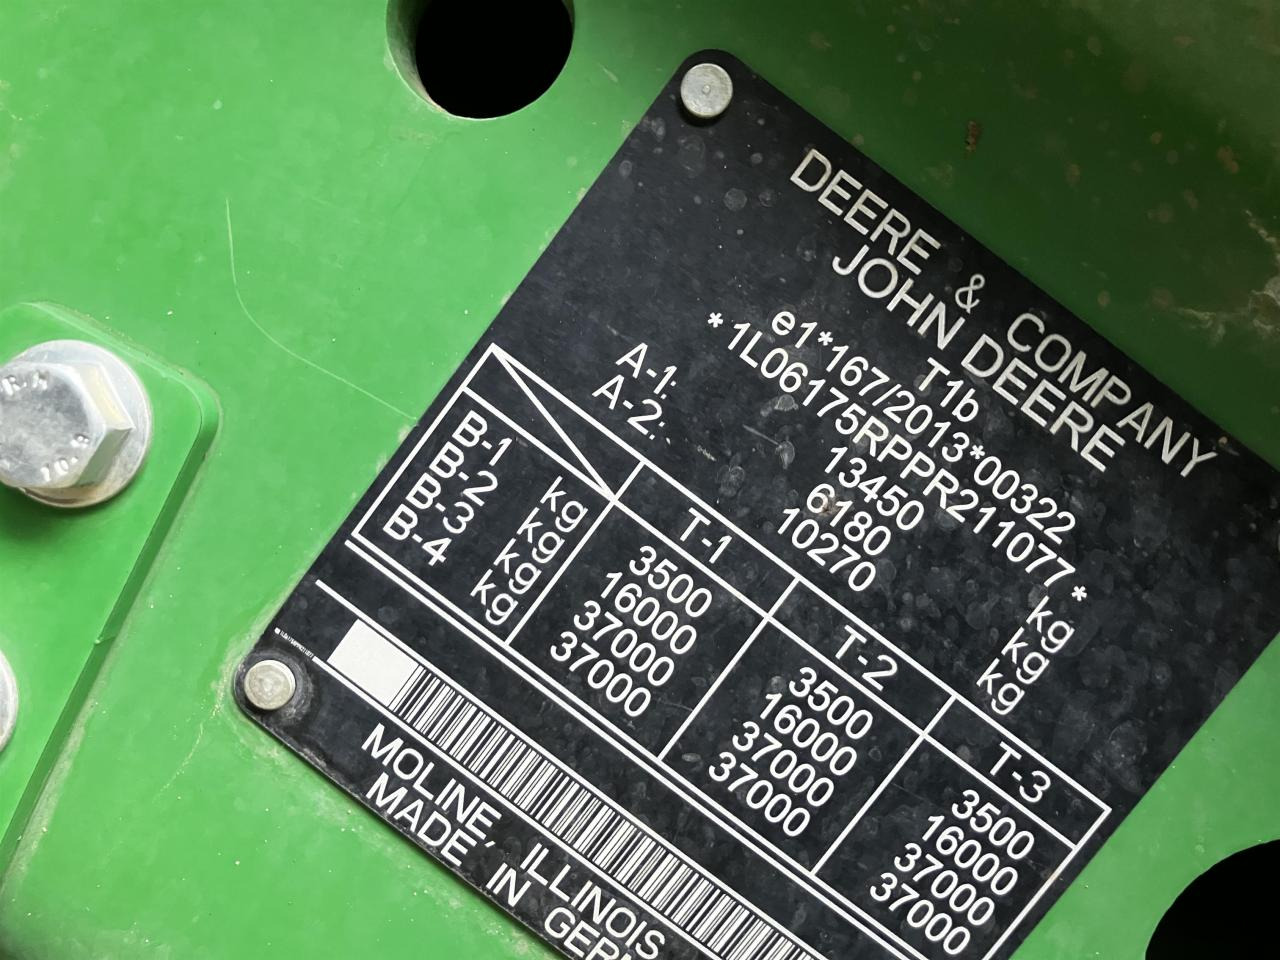 DEERE & COMPANY
JOHN DEERE
T1b
e1*167/2013*00322
*1L06175RPPR211077*
13450 kg
A-1: 6180 kg
A-2: 10270 kg
T-1 T-2 T-3
B-1 kg 3500 3500 3500
B-2 kg 16000 16000 16000
B-3 kg 37000 37000 37000
B-4 kg 37000 37000 37000
MOLINE, ILLINOIS
MADE IN GER
10.9